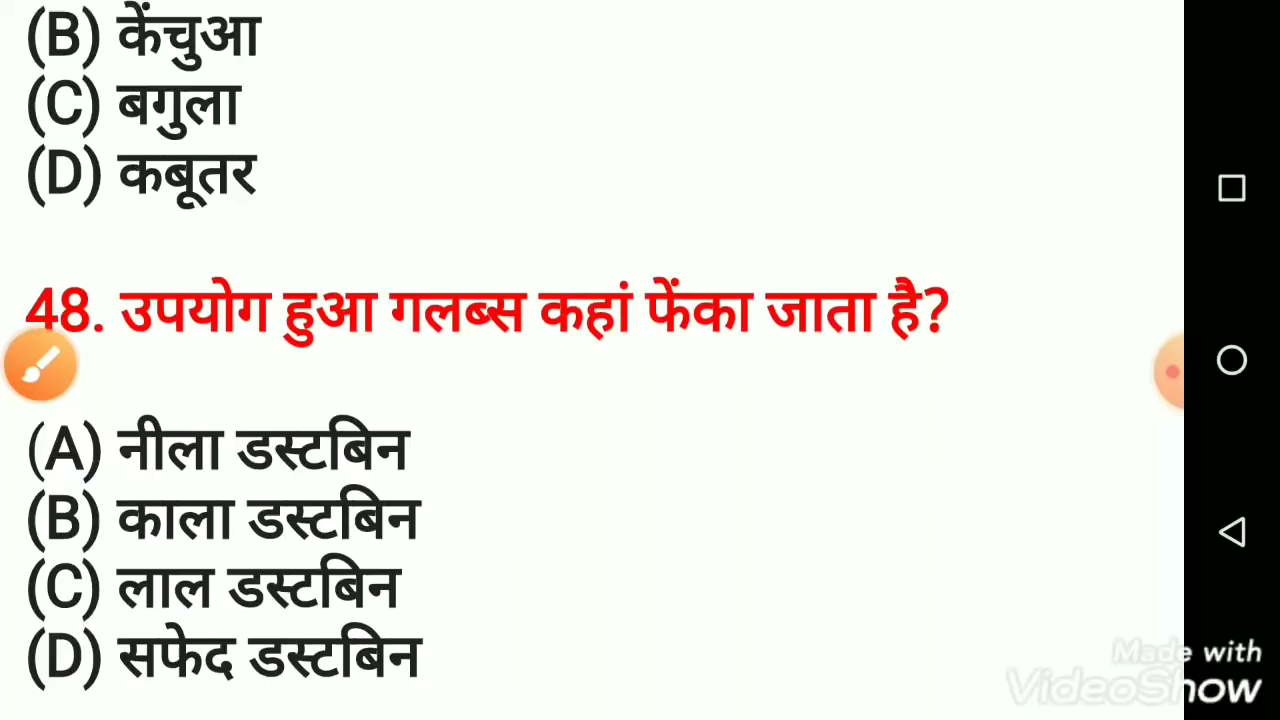 (B) केंचुआ
(C) बगुला
(D) कबूतर
48. उपयोग हुआ गलब्स कहां फेंका जाता है?
(A) नीला डस्टबिन
(B) काला डस्टबिन
(C) लाल डस्टबिन
(D) सफेद डस्टबिन
Made with
VideoShow